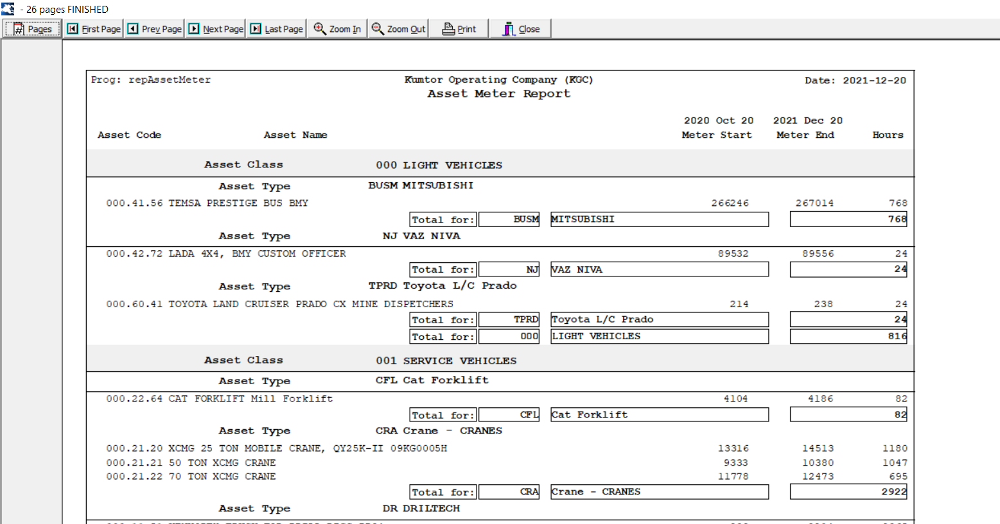 - 26 pages FINISHED
Pages First Page Prev Page Next Page Last Page Zoom In Zoom Out Print Close
Prog: repAssetMeter Kumtor Operating Company (KGC) Date: 2021-12-20
Asset Meter Report
2020 Oct 20 2021 Dec 20
Asset Code Asset Name Meter Start Meter End Hours
Asset Class 000 LIGHT VEHICLES
Asset Type BUSM MITSUBISHI
000.41.56 TEMSA PRESTIGE BUS BMY 266246 267014 768
Total for: BUSM MITSUBISHI 768
Asset Type NJ VAZ NIVA
000.42.72 LADA 4X4, BMY CUSTOM OFFICER 89532 89556 24
Total for: NJ VAZ NIVA 24
Asset Type TPRD Toyota L/C Prado
000.60.41 TOYOTA LAND CRUISER PRADO CX MINE DISPETCHERS 214 238 24
Total for: TPRD Toyota L/C Prado 24
Total for: 000 LIGHT VEHICLES 816
Asset Class 001 SERVICE VEHICLES
Asset Type CFL Cat Forklift
000.22.64 CAT FORKLIFT Mill Forklift 4104 4186 82
Total for: CFL Cat Forklift 82
Asset Type CRA Crane - CRANES
000.21.20 XCMG 25 TON MOBILE CRANE, QY25K-II 09KG0005H 13316 14513 1180
000.21.21 50 TON XCMG CRANE 9333 10380 1047
000.21.22 70 TON XCMG CRANE 11778 12473 695
Total for: CRA Crane - CRANES 2922
Asset Type DR DRILTECH